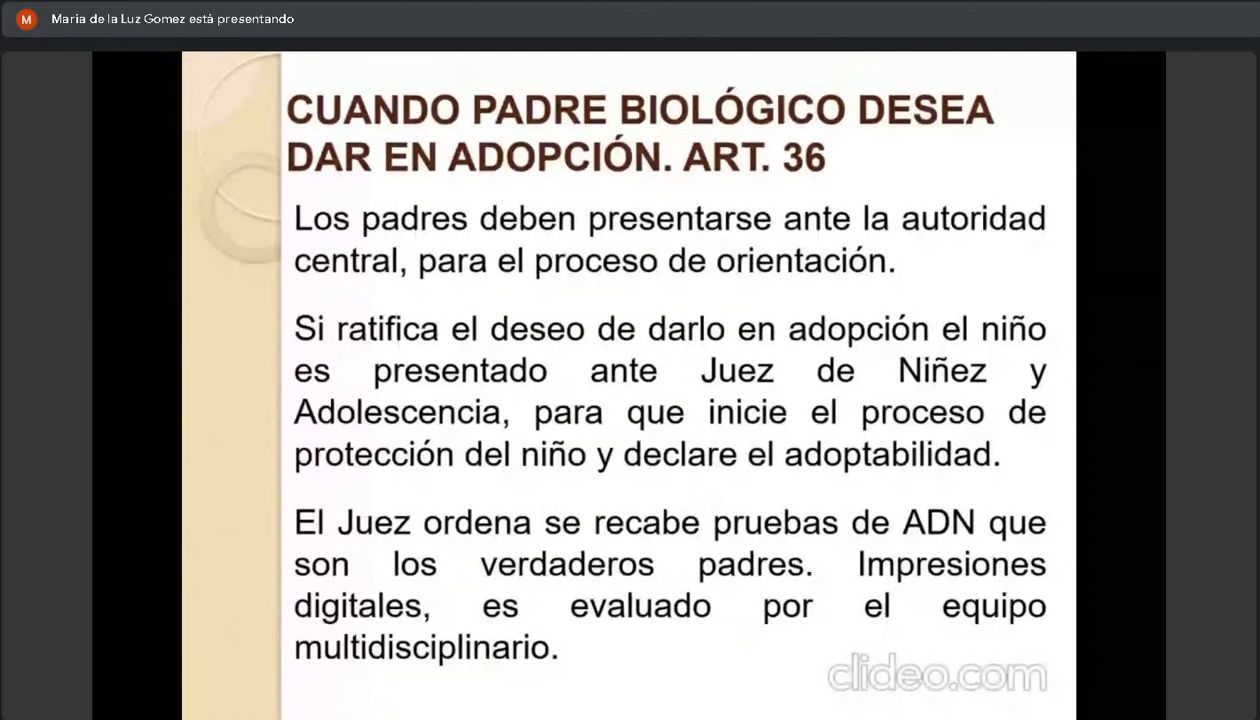 M
Maria de la Luz Gomez está presentando
CUANDO PADRE BIOLÓGICO DESEA
DAR EN ADOPCIÓN. ART. 36
Los padres deben presentarse ante la autoridad
central, para el proceso de orientación.
Si ratifica el deseo de darlo en adopción el niño
es presentado ante Juez de Niñez y
Adolescencia, para que inicie el proceso de
protección del niño y declare el adoptabilidad.
El Juez ordena se recabe pruebas de ADN que
son los verdaderos padres. Impresiones
digitales, es evaluado por el equipo
multidisciplinario.
clideo.com